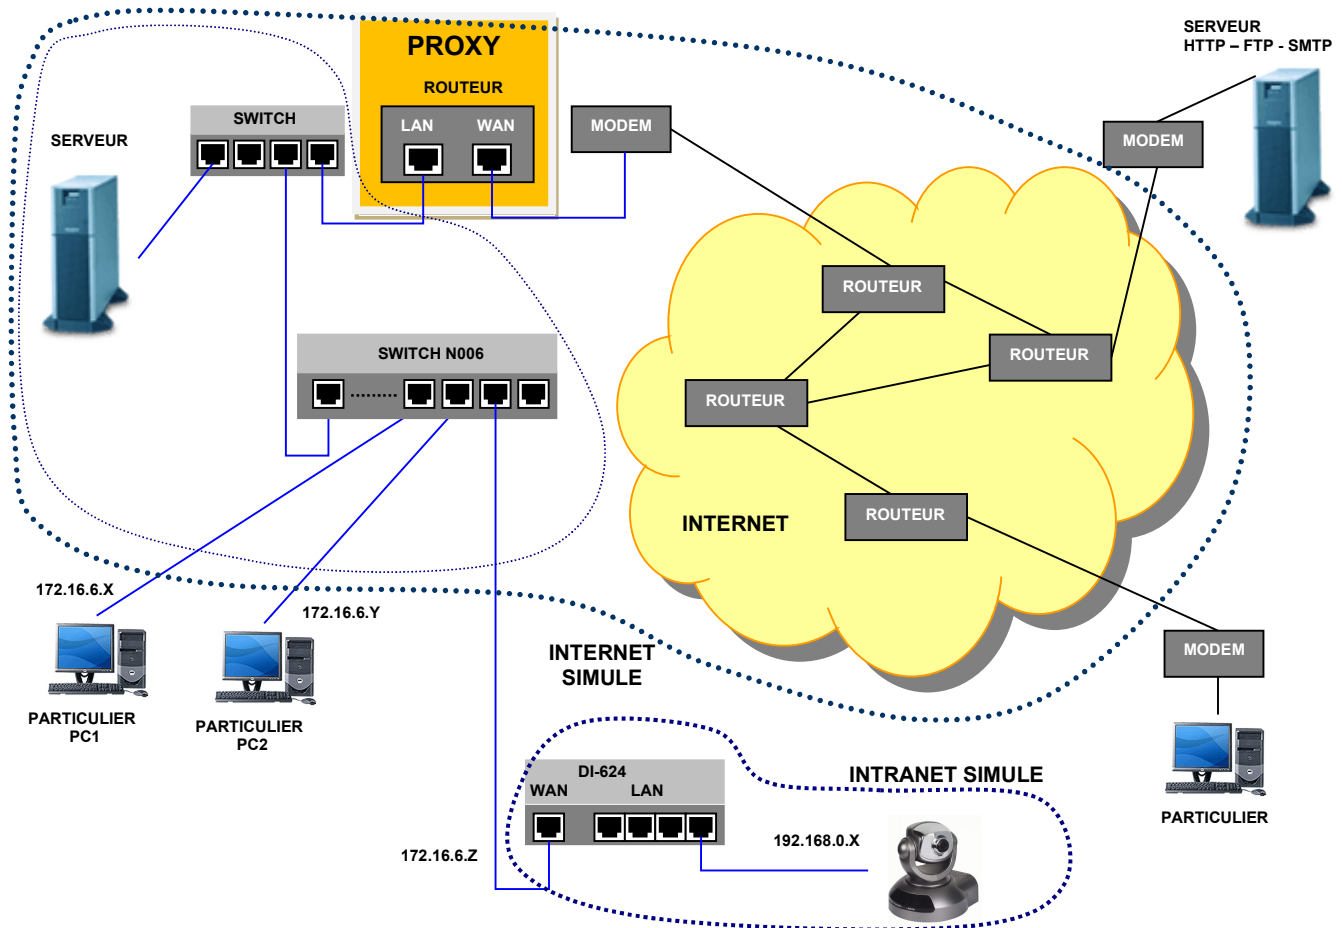 PROXY
ROUTEUR
LAN
WAN
SWITCH
SERVEUR
MODEM
SERVEUR
HTTP – FTP - SMTP
MODEM
ROUTEUR
ROUTEUR
ROUTEUR
ROUTEUR
INTERNET
SWITCH N006
172.16.6.X
172.16.6.Y
PARTICULIER
PC1
PARTICULIER
PC2
INTERNET
SIMULE
MODEM
PARTICULIER
DI-624
WAN
LAN
INTRANET SIMULE
172.16.6.Z
192.168.0.X